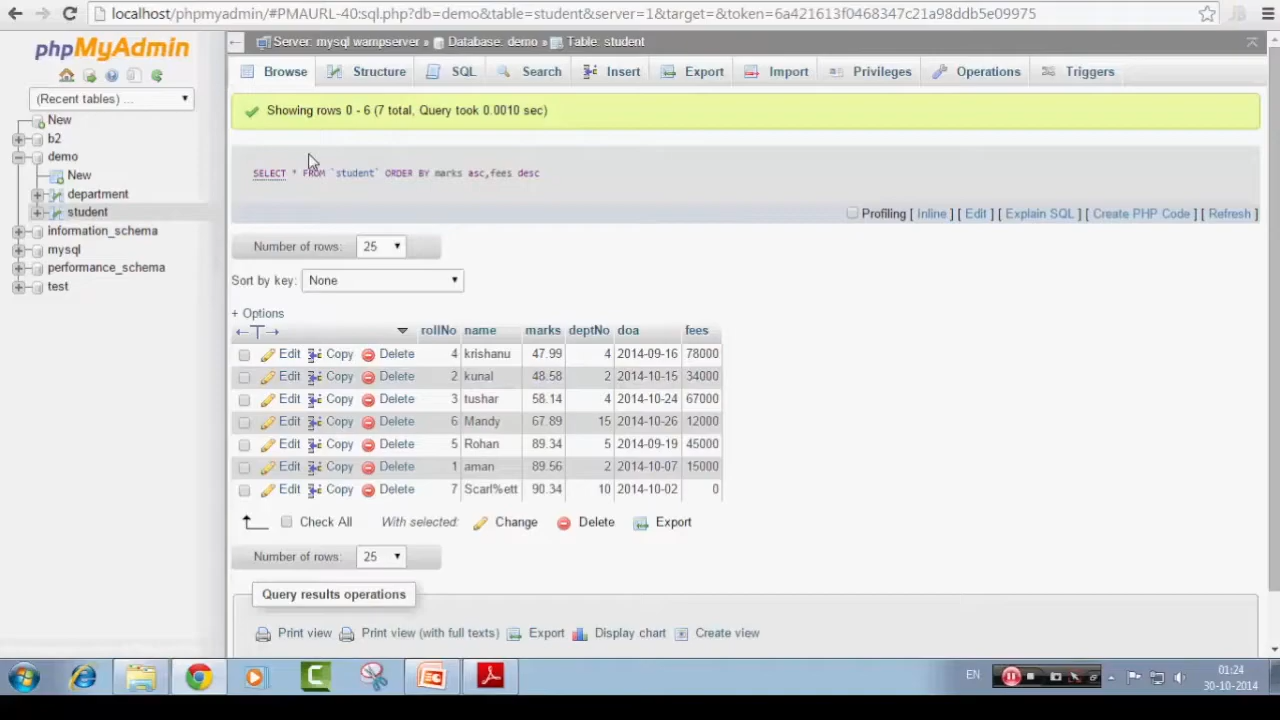 localhost/phpmyadmin/#PMAURL-40:sql.php?db=demo&table=student&server=1&target=&token=6a421613f0468347c21a98ddb5e09975
phpMyAdmin
Server: mysql wampserver » Database: demo » Table: student
Browse Structure SQL Search Insert Export Import Privileges Operations Triggers
(Recent tables) ...
New
b2
demo
New
department
student
information_schema
mysql
performance_schema
test
Showing rows 0 - 6 (7 total, Query took 0.0010 sec)
SELECT * FROM `student` ORDER BY marks asc,fees desc
Profiling [ Inline ] [ Edit ] [ Explain SQL ] [ Create PHP Code ] [ Refresh ]
Number of rows: 25
Sort by key: None
+ Options
←T→ rollNo name marks deptNo doa fees
Edit Copy Delete 4 krishanu 47.99 4 2014-09-16 78000
Edit Copy Delete 2 kunal 48.58 2 2014-10-15 34000
Edit Copy Delete 3 tushar 58.14 4 2014-10-24 67000
Edit Copy Delete 6 Mandy 67.89 15 2014-10-26 12000
Edit Copy Delete 5 Rohan 89.34 5 2014-09-19 45000
Edit Copy Delete 1 aman 89.56 2 2014-10-07 15000
Edit Copy Delete 7 Scarl%ett 90.34 10 2014-10-02 0
Check All With selected: Change Delete Export
Number of rows: 25
Query results operations
Print view Print view (with full texts) Export Display chart Create view
EN
01:24
30-10-2014